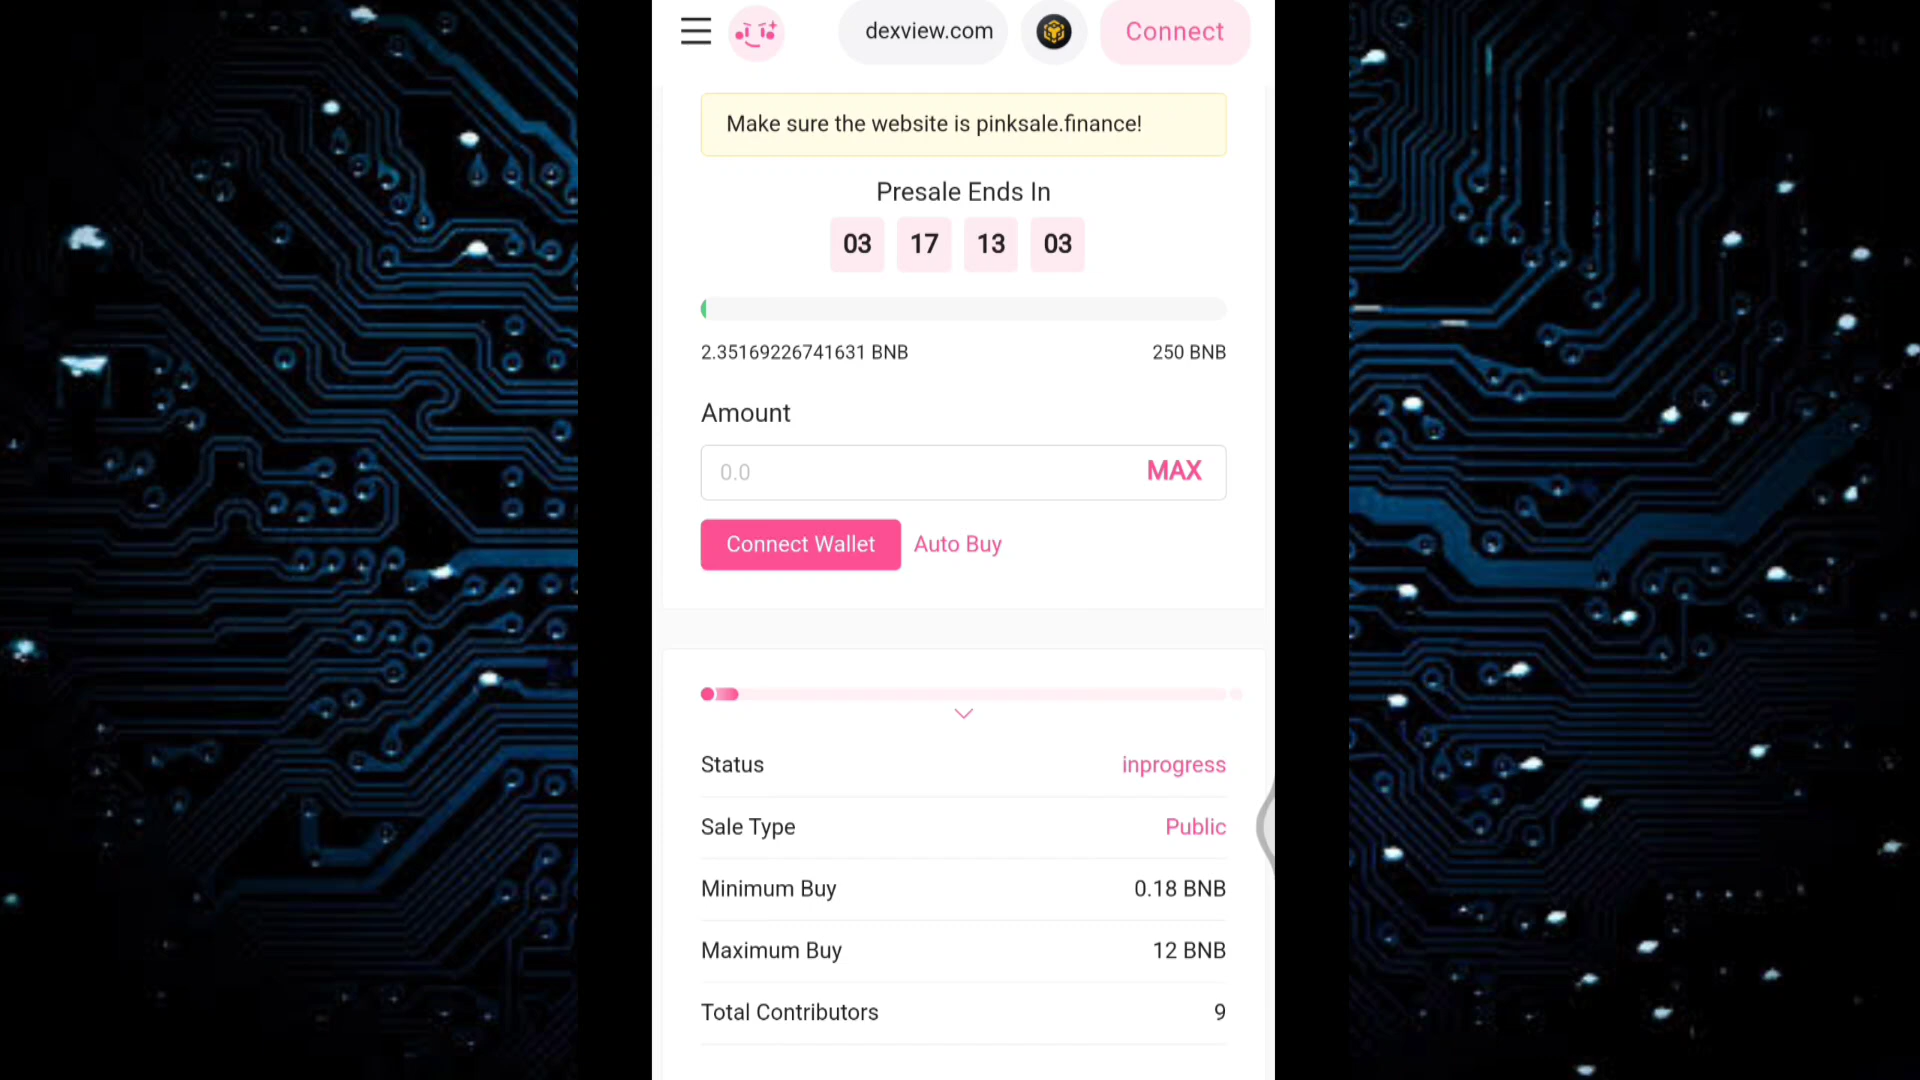 dexview.com
Connect
Make sure the website is pinksale.finance!
Presale Ends In
03 17 13 03
2.35169226741631 BNB 250 BNB
Amount
0.0 MAX
Connect Wallet Auto Buy
Status inprogress
Sale Type Public
Minimum Buy 0.18 BNB
Maximum Buy 12 BNB
Total Contributors 9